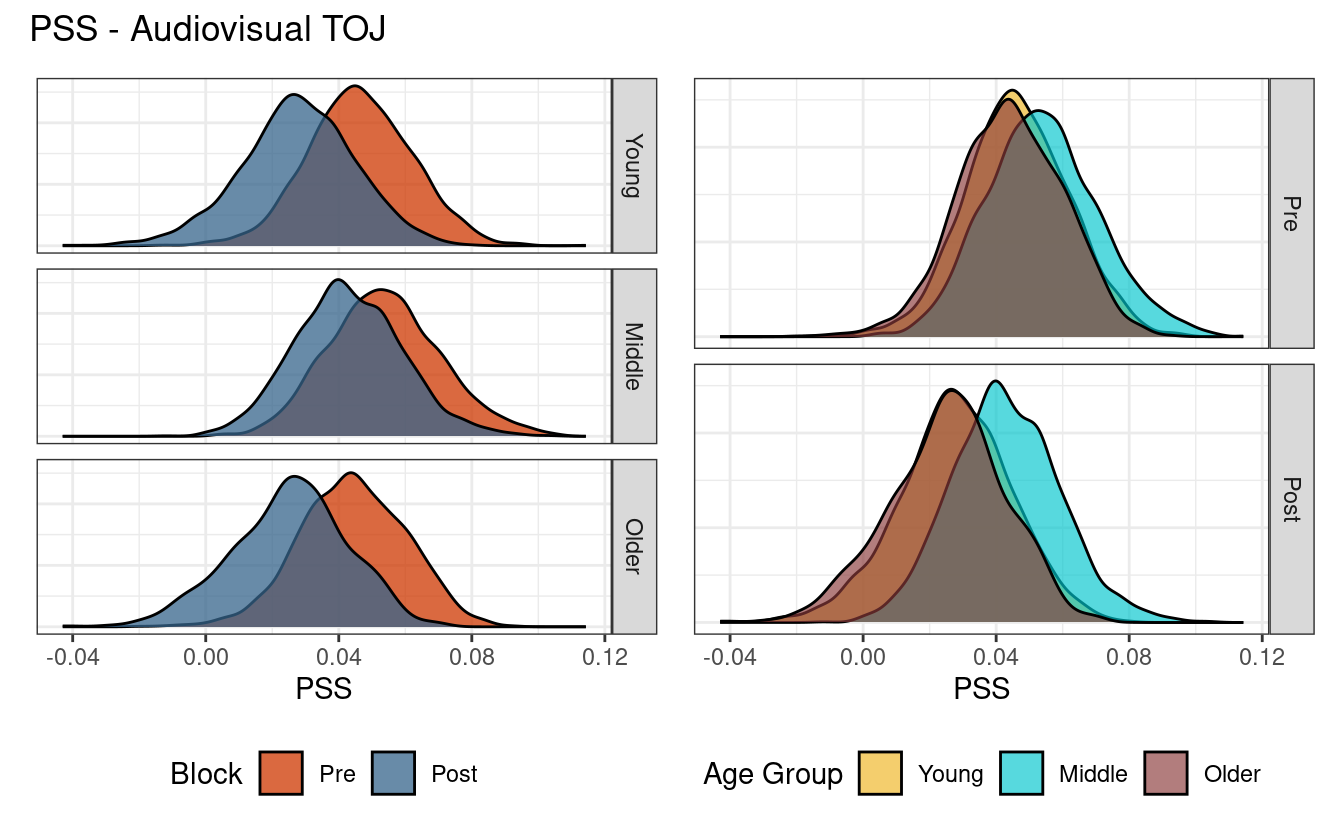 PSS - Audiovisual TOJ
Young
Middle
Older
-0.04 0.00 0.04 0.08 0.12
PSS
Block Pre Post
Pre
Post
-0.04 0.00 0.04 0.08 0.12
PSS
Age Group Young Middle Older